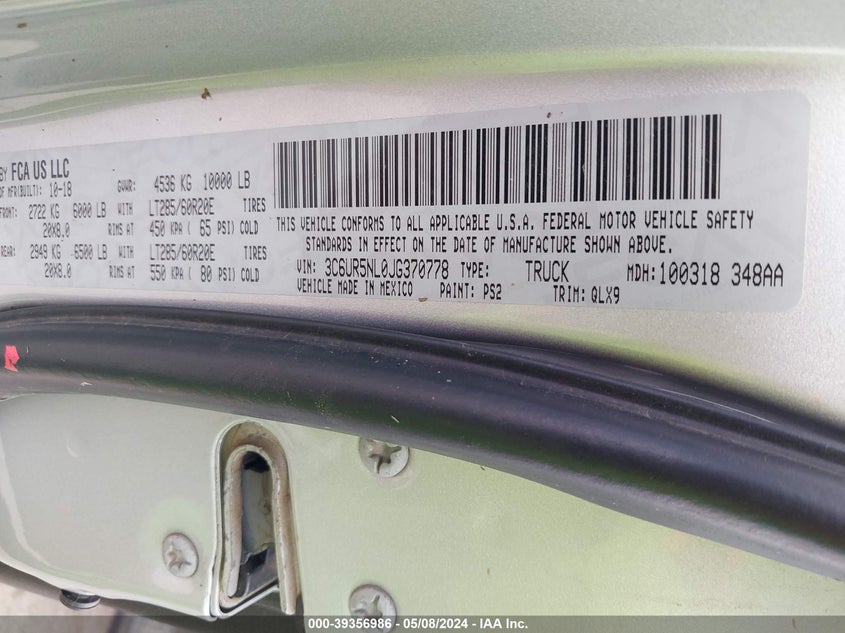 BY FCA US LLC
OF MFR(BUILT): 10-18 GVWR: 4536 KG 10000 LB
FRONT: 2722 KG 6000 LB WITH LT285/60R20E TIRES
20X8.0 RIMS AT 450 KPA ( 65 PSI) COLD
REAR: 2949 KG 6500 LB WITH LT285/60R20E TIRES
20X8.0 RIMS AT 550 KPA ( 80 PSI) COLD
THIS VEHICLE CONFORMS TO ALL APPLICABLE U.S.A. FEDERAL MOTOR VEHICLE SAFETY
STANDARDS IN EFFECT ON THE DATE OF MANUFACTURE SHOWN ABOVE.
VIN: 3C6UR5NL0JG370778 TYPE: TRUCK MDH: 100318 348AA
VEHICLE MADE IN MEXICO PAINT: PS2 TRIM: QLX9
000-39356986 - 05/08/2024 - IAA Inc.